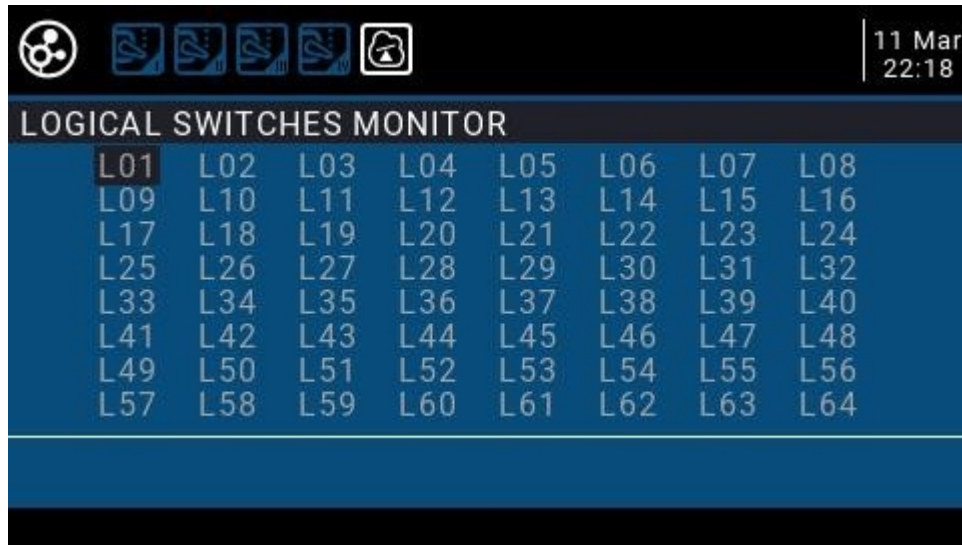 11 Mar
22:18
LOGICAL SWITCHES MONITOR
L01 L02 L03 L04 L05 L06 L07 L08
L09 L10 L11 L12 L13 L14 L15 L16
L17 L18 L19 L20 L21 L22 L23 L24
L25 L26 L27 L28 L29 L30 L31 L32
L33 L34 L35 L36 L37 L38 L39 L40
L41 L42 L43 L44 L45 L46 L47 L48
L49 L50 L51 L52 L53 L54 L55 L56
L57 L58 L59 L60 L61 L62 L63 L64